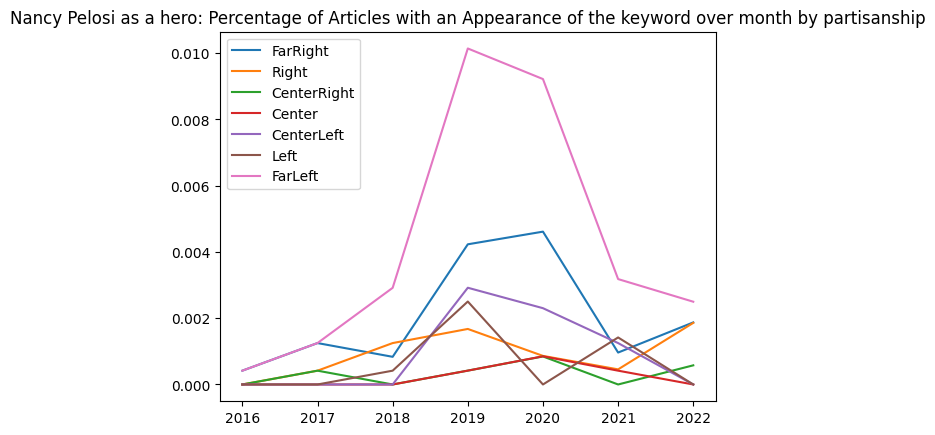 Nancy Pelosi as a hero: Percentage of Articles with an Appearance of the keyword over month by partisanship
FarRight
Right
CenterRight
Center
CenterLeft
Left
FarLeft
0.010
0.008
0.006
0.004
0.002
0.000
2016 2017 2018 2019 2020 2021 2022